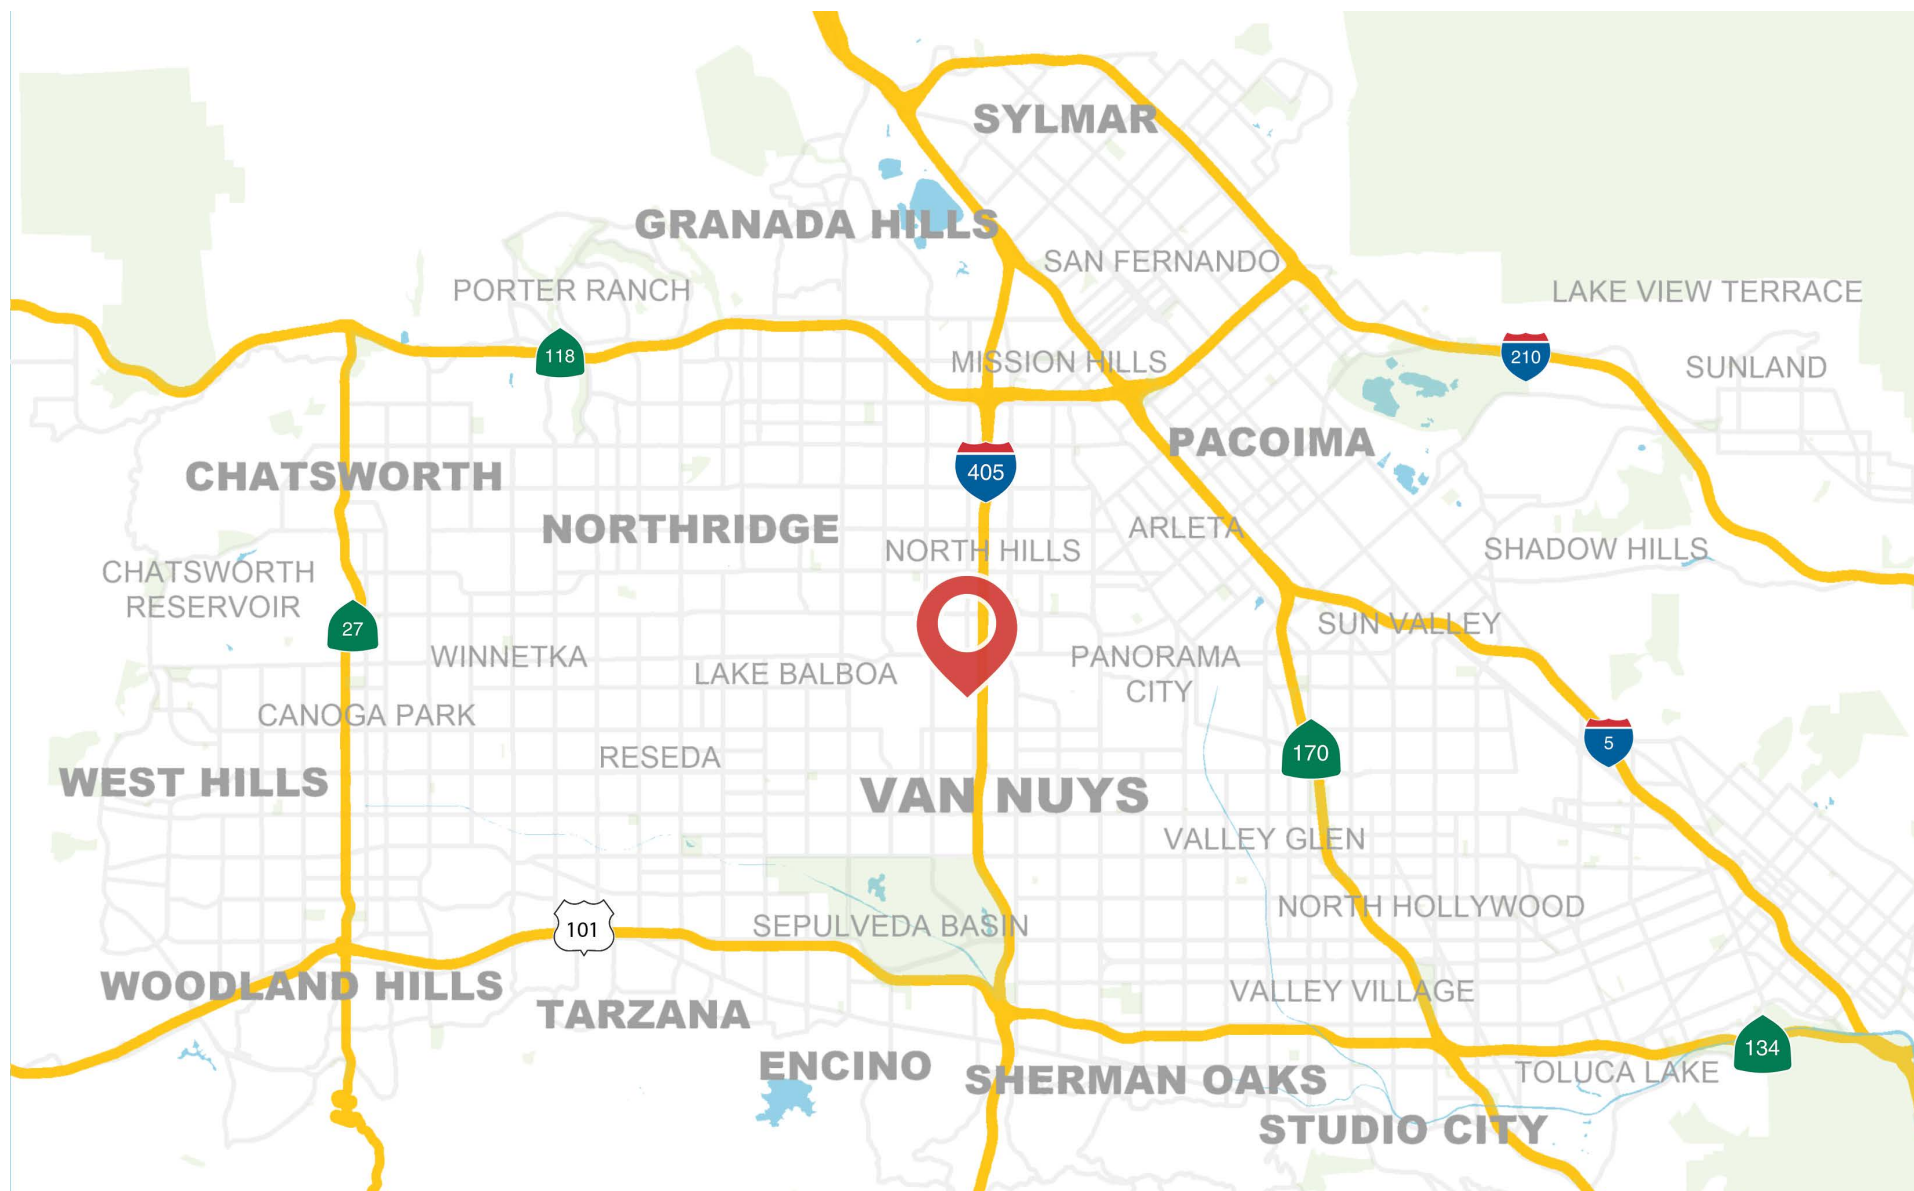 SYLMAR
GRANADA HILLS
SAN FERNANDO
PORTER RANCH
LAKE VIEW TERRACE
118
MISSION HILLS
210
SUNLAND
PACOIMA
CHATSWORTH
405
NORTHRIDGE
ARLETA
NORTH HILLS
SHADOW HILLS
CHATSWORTH
RESERVOIR
27
SUN VALLEY
WINNETKA
LAKE BALBOA
PANORAMA
CITY
CANOGA PARK
5
170
RESEDA
WEST HILLS
VAN NUYS
VALLEY GLEN
NORTH HOLLYWOOD
101
SEPULVEDA BASIN
WOODLAND HILLS
VALLEY VILLAGE
TARZANA
134
ENCINO
SHERMAN OAKS
TOLUCA LAKE
STUDIO CITY